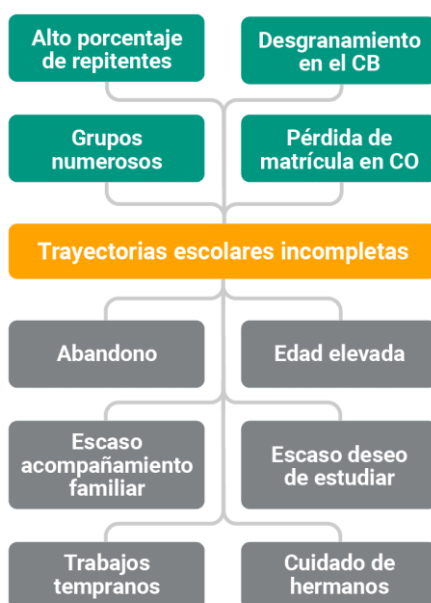 Alto porcentaje
de repitentes
Desgranamiento
en el CB
Grupos
numerosos
Pérdida de
matrícula en CO
Trayectorias escolares incompletas
Abandono
Edad elevada
Escaso
acompañamiento
familiar
Escaso deseo
de estudiar
Trabajos
tempranos
Cuidado de
hermanos